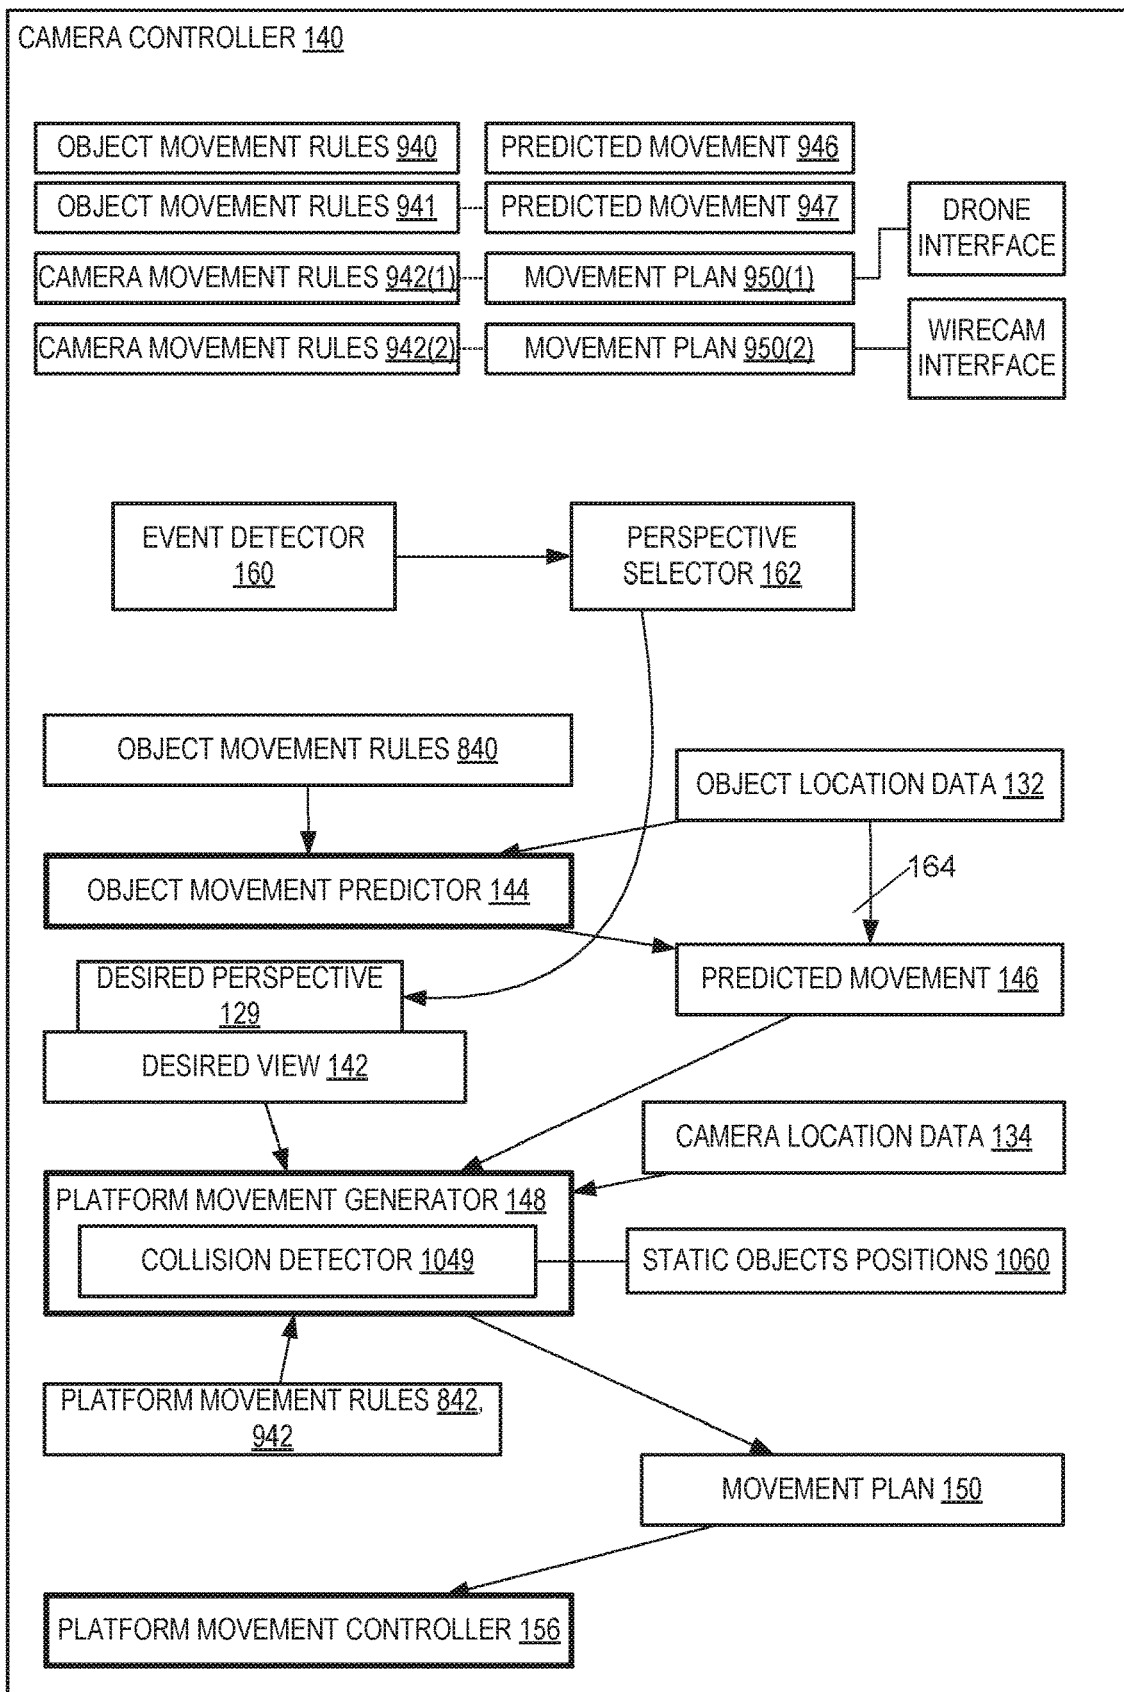 CAMERA CONTROLLER 140
OBJECT MOVEMENT RULES 940
PREDICTED MOVEMENT 946
OBJECT MOVEMENT RULES 941
PREDICTED MOVEMENT 947
DRONE
INTERFACE
CAMERA MOVEMENT RULES 942(1)
MOVEMENT PLAN 950(1)
CAMERA MOVEMENT RULES 942(2)
MOVEMENT PLAN 950(2)
WIRECAM
INTERFACE
EVENT DETECTOR
160
PERSPECTIVE
SELECTOR 162
OBJECT MOVEMENT RULES 840
OBJECT LOCATION DATA 132
OBJECT MOVEMENT PREDICTOR 144
164
PREDICTED MOVEMENT 146
DESIRED PERSPECTIVE
129
DESIRED VIEW 142
CAMERA LOCATION DATA 134
PLATFORM MOVEMENT GENERATOR 148
COLLISION DETECTOR 1049
STATIC OBJECTS POSITIONS 1060
PLATFORM MOVEMENT RULES 842,
942
MOVEMENT PLAN 150
PLATFORM MOVEMENT CONTROLLER 156